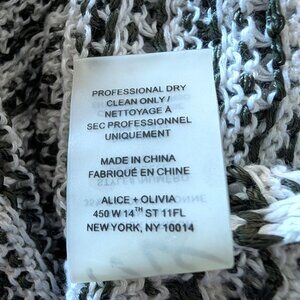 PROFESSIONAL DRY
CLEAN ONLY /
NETTOYAGE À
SEC PROFESSIONNEL
UNIQUEMENT
MADE IN CHINA
FABRIQUÉ EN CHINE
ALICE + OLIVIA
450 W 14TH ST 11FL
NEW YORK, NY 10014